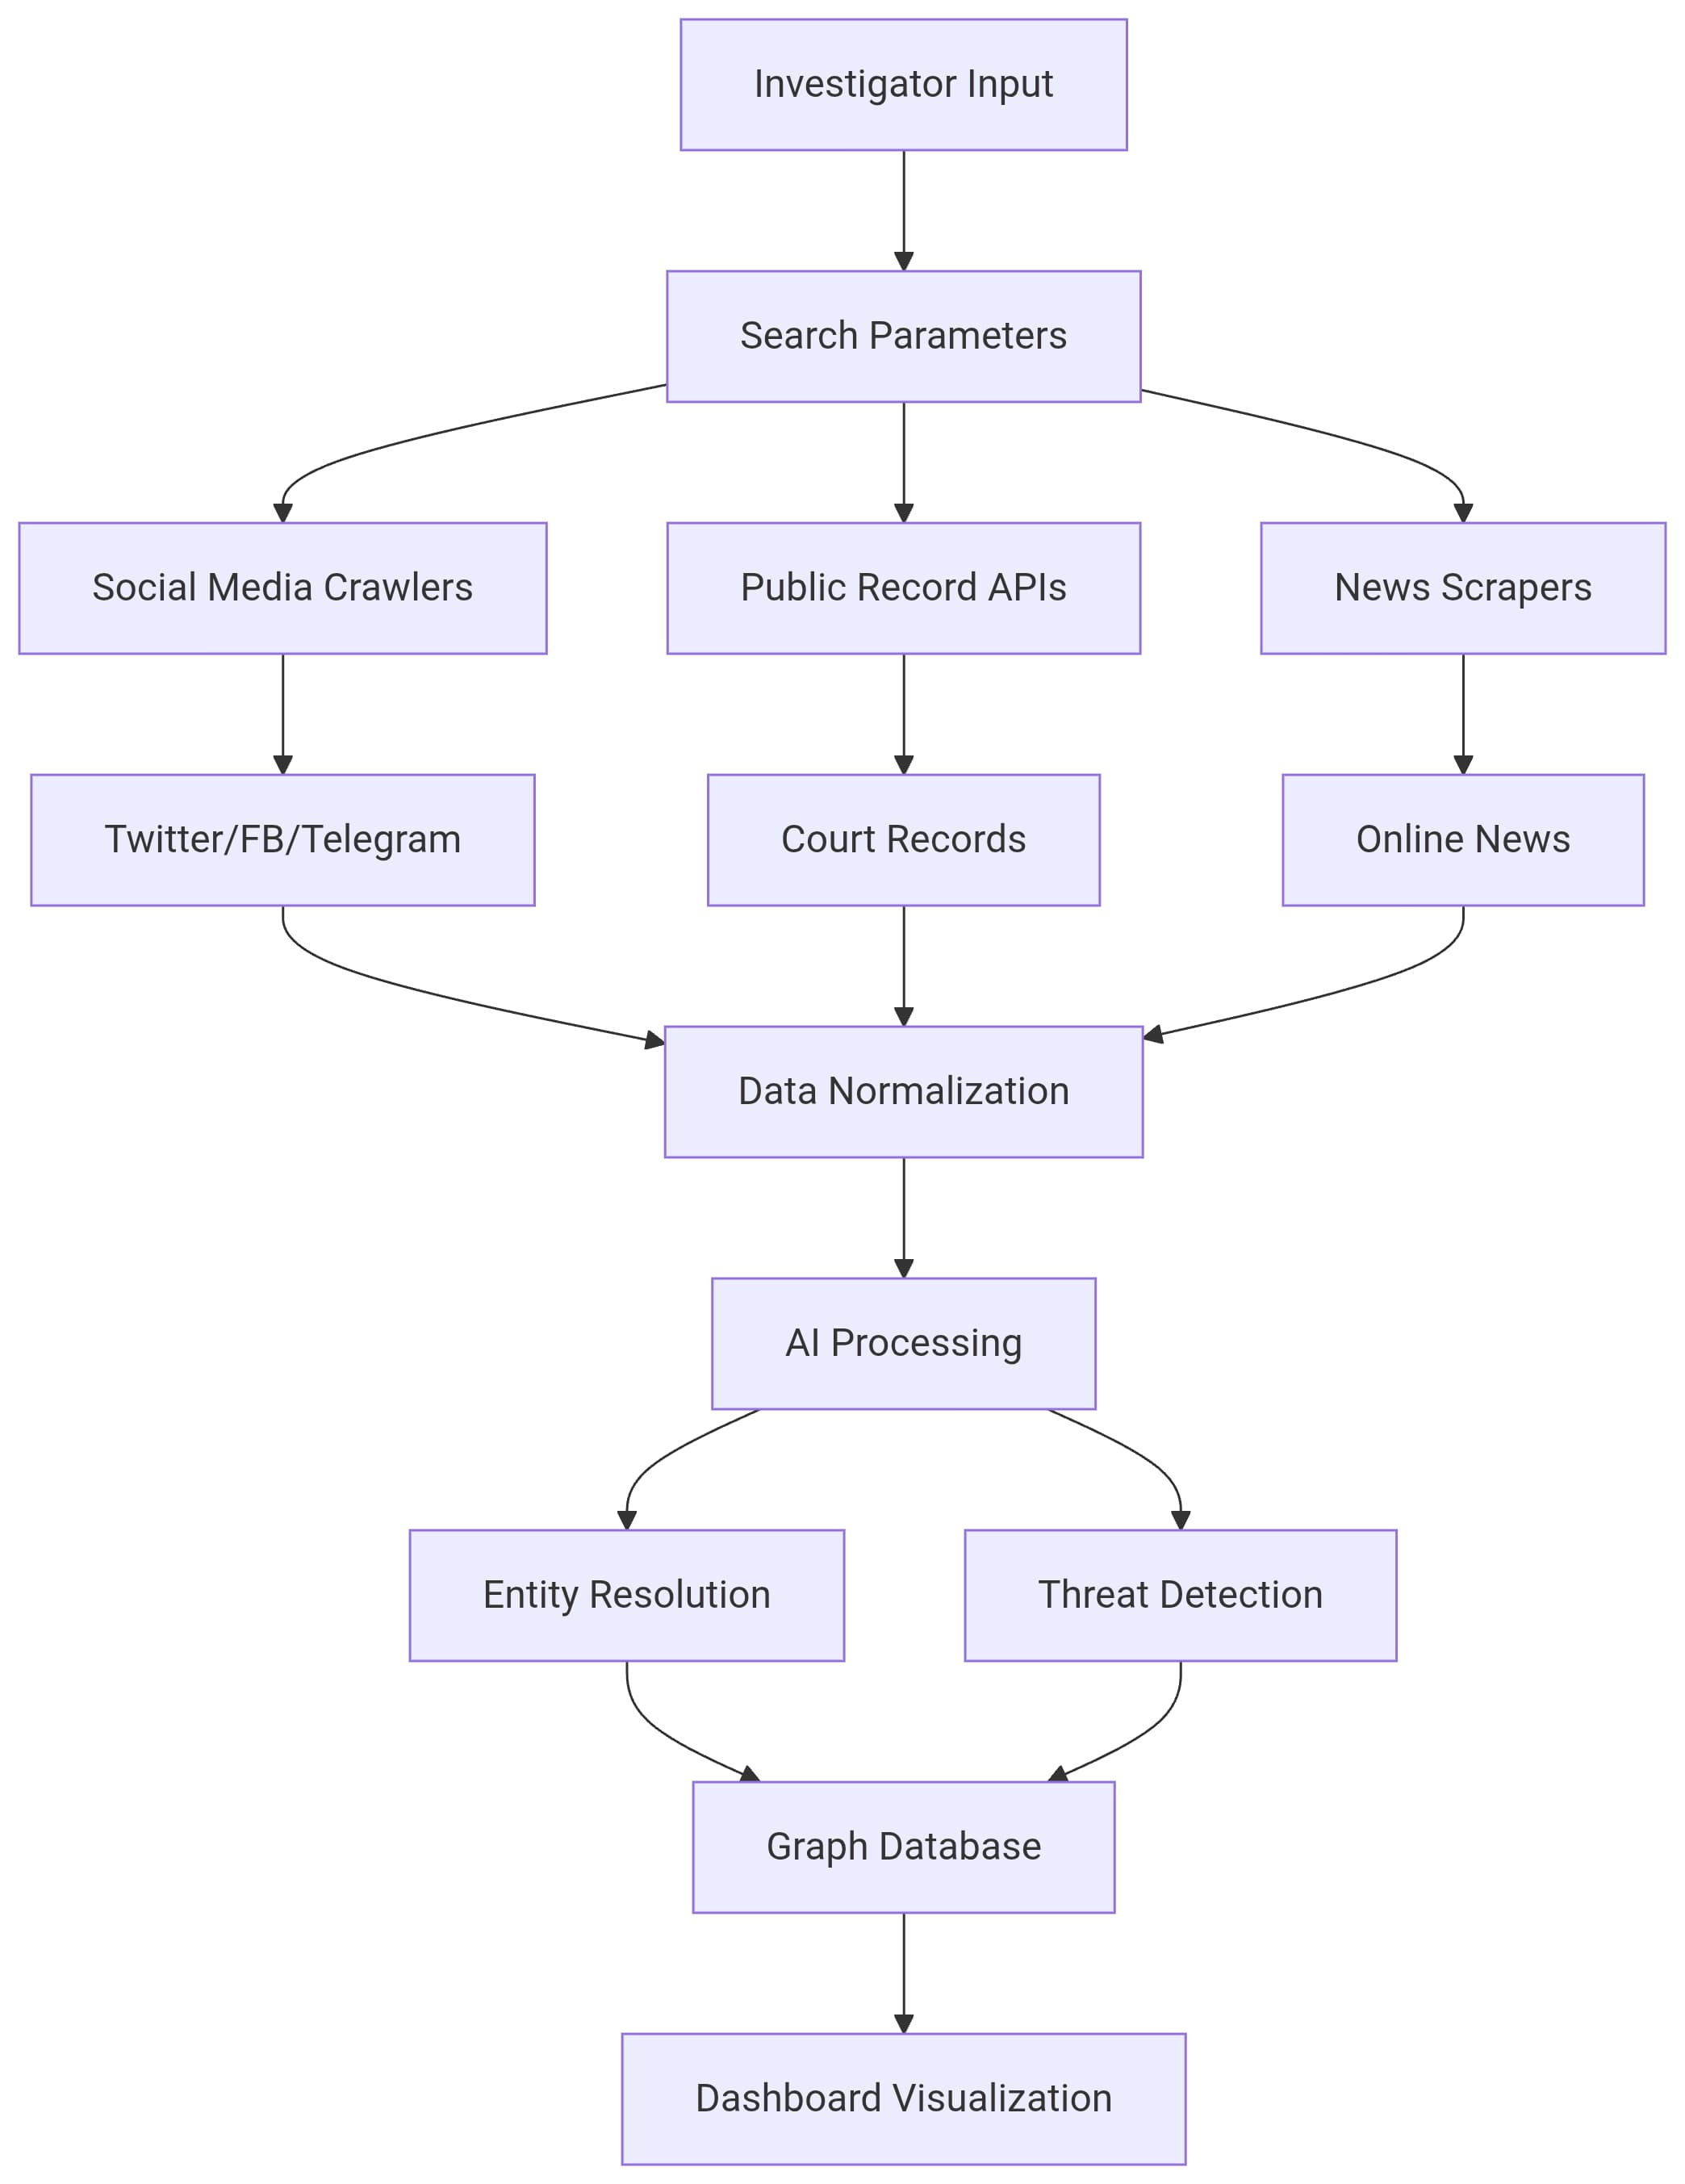 Investigator Input
Search Parameters
Social Media Crawlers
Public Record APIs
News Scrapers
Twitter/FB/Telegram
Court Records
Online News
Data Normalization
AI Processing
Entity Resolution
Threat Detection
Graph Database
Dashboard Visualization